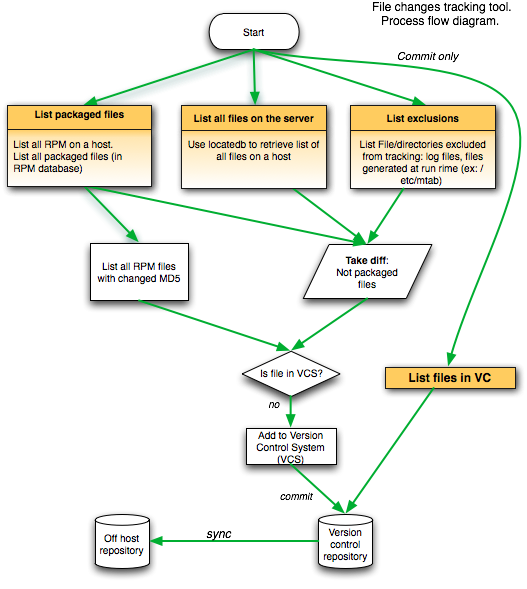 File changes tracking tool.
Process flow diagram.
Start
Commit only
List packaged files
List all RPM on a host.
List all packaged files (in
RPM database)
List all files on the server
Use locatedb to retrieve list of
all files on a host
List exclusions
List File/directories excluded
from tracking: log files, files
generated at run rime (ex: /
etc/mtab)
List all RPM files
with changed MD5
Take diff:
Not packaged
files
Is file in VCS?
List files in VC
no
Add to Version
Control System
(VCS)
commit
Off host
repository
sync
Version
control
repository